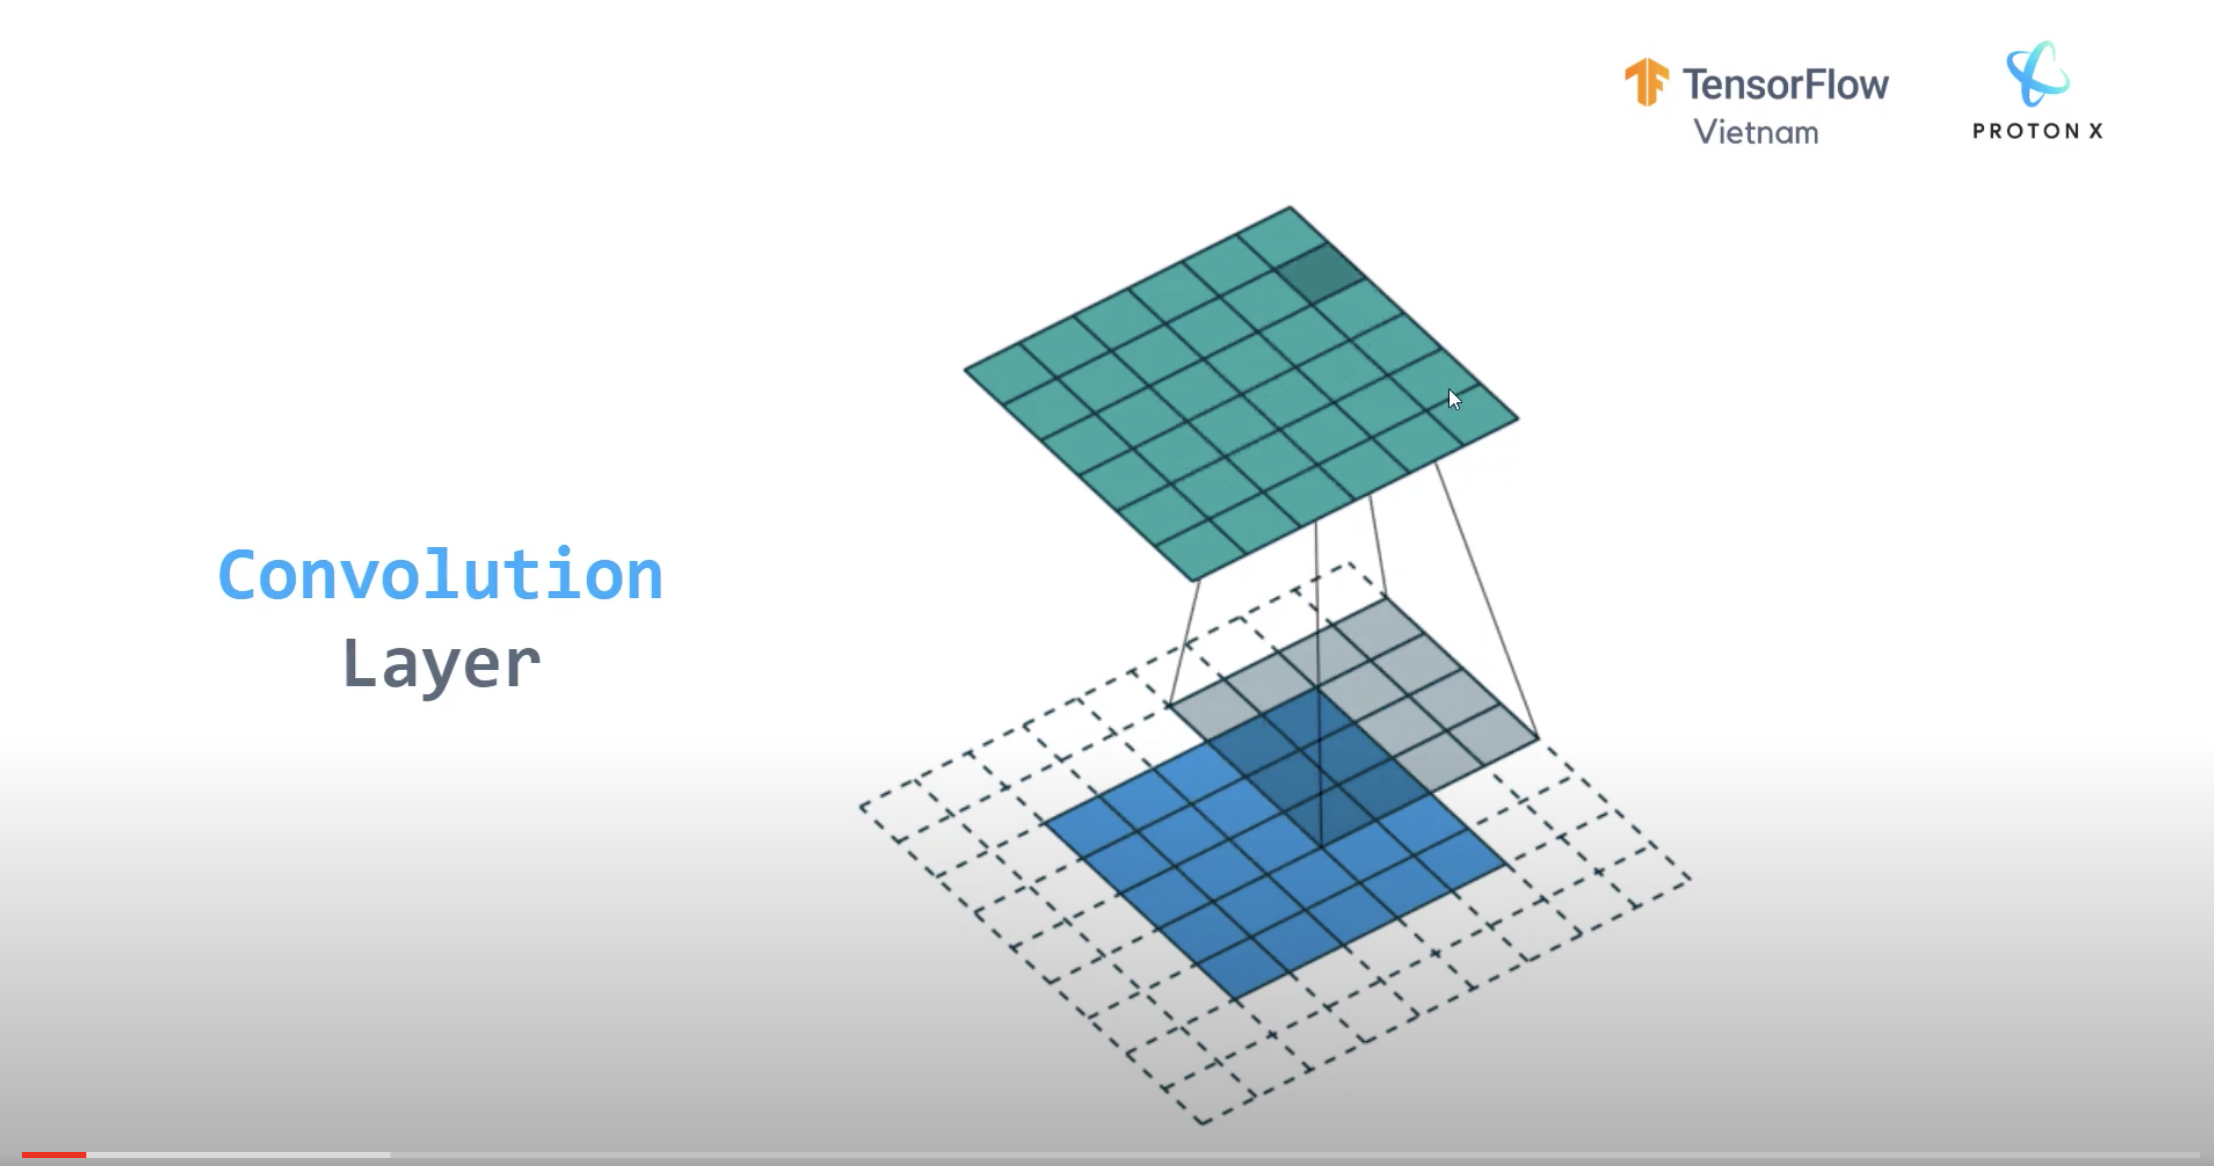 TensorFlow
Vietnam
PROTON X
Convolution
Layer